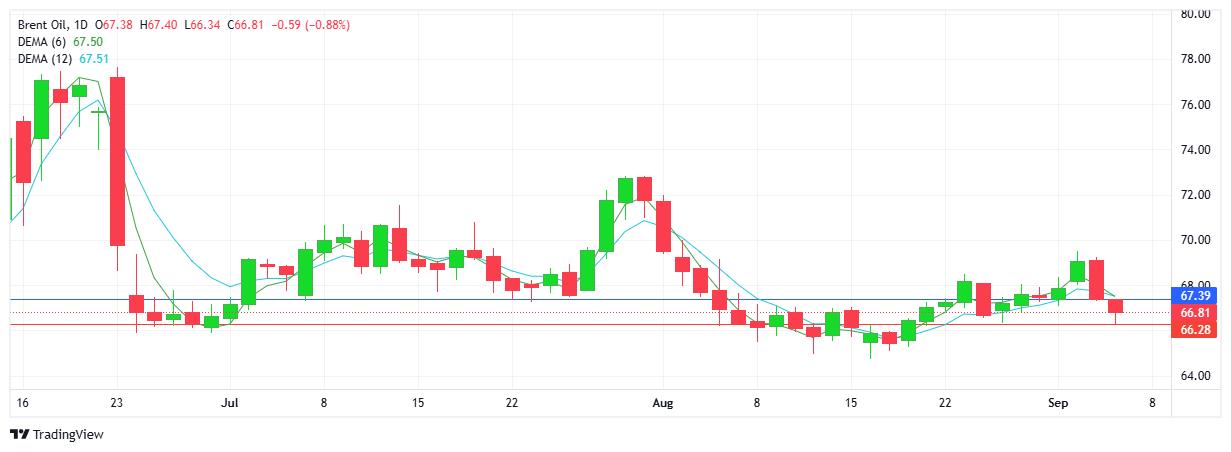 Brent Oil, 1D O67.38 H67.40 L66.34 C66.81 −0.59 (−0.88%)
DEMA (6) 67.50
DEMA (12) 67.51
80.00
78.00
76.00
74.00
72.00
70.00
68.00
67.39
66.81
66.28
64.00
16 23 Jul 8 15 22 Aug 8 15 22 Sep 8
TradingView